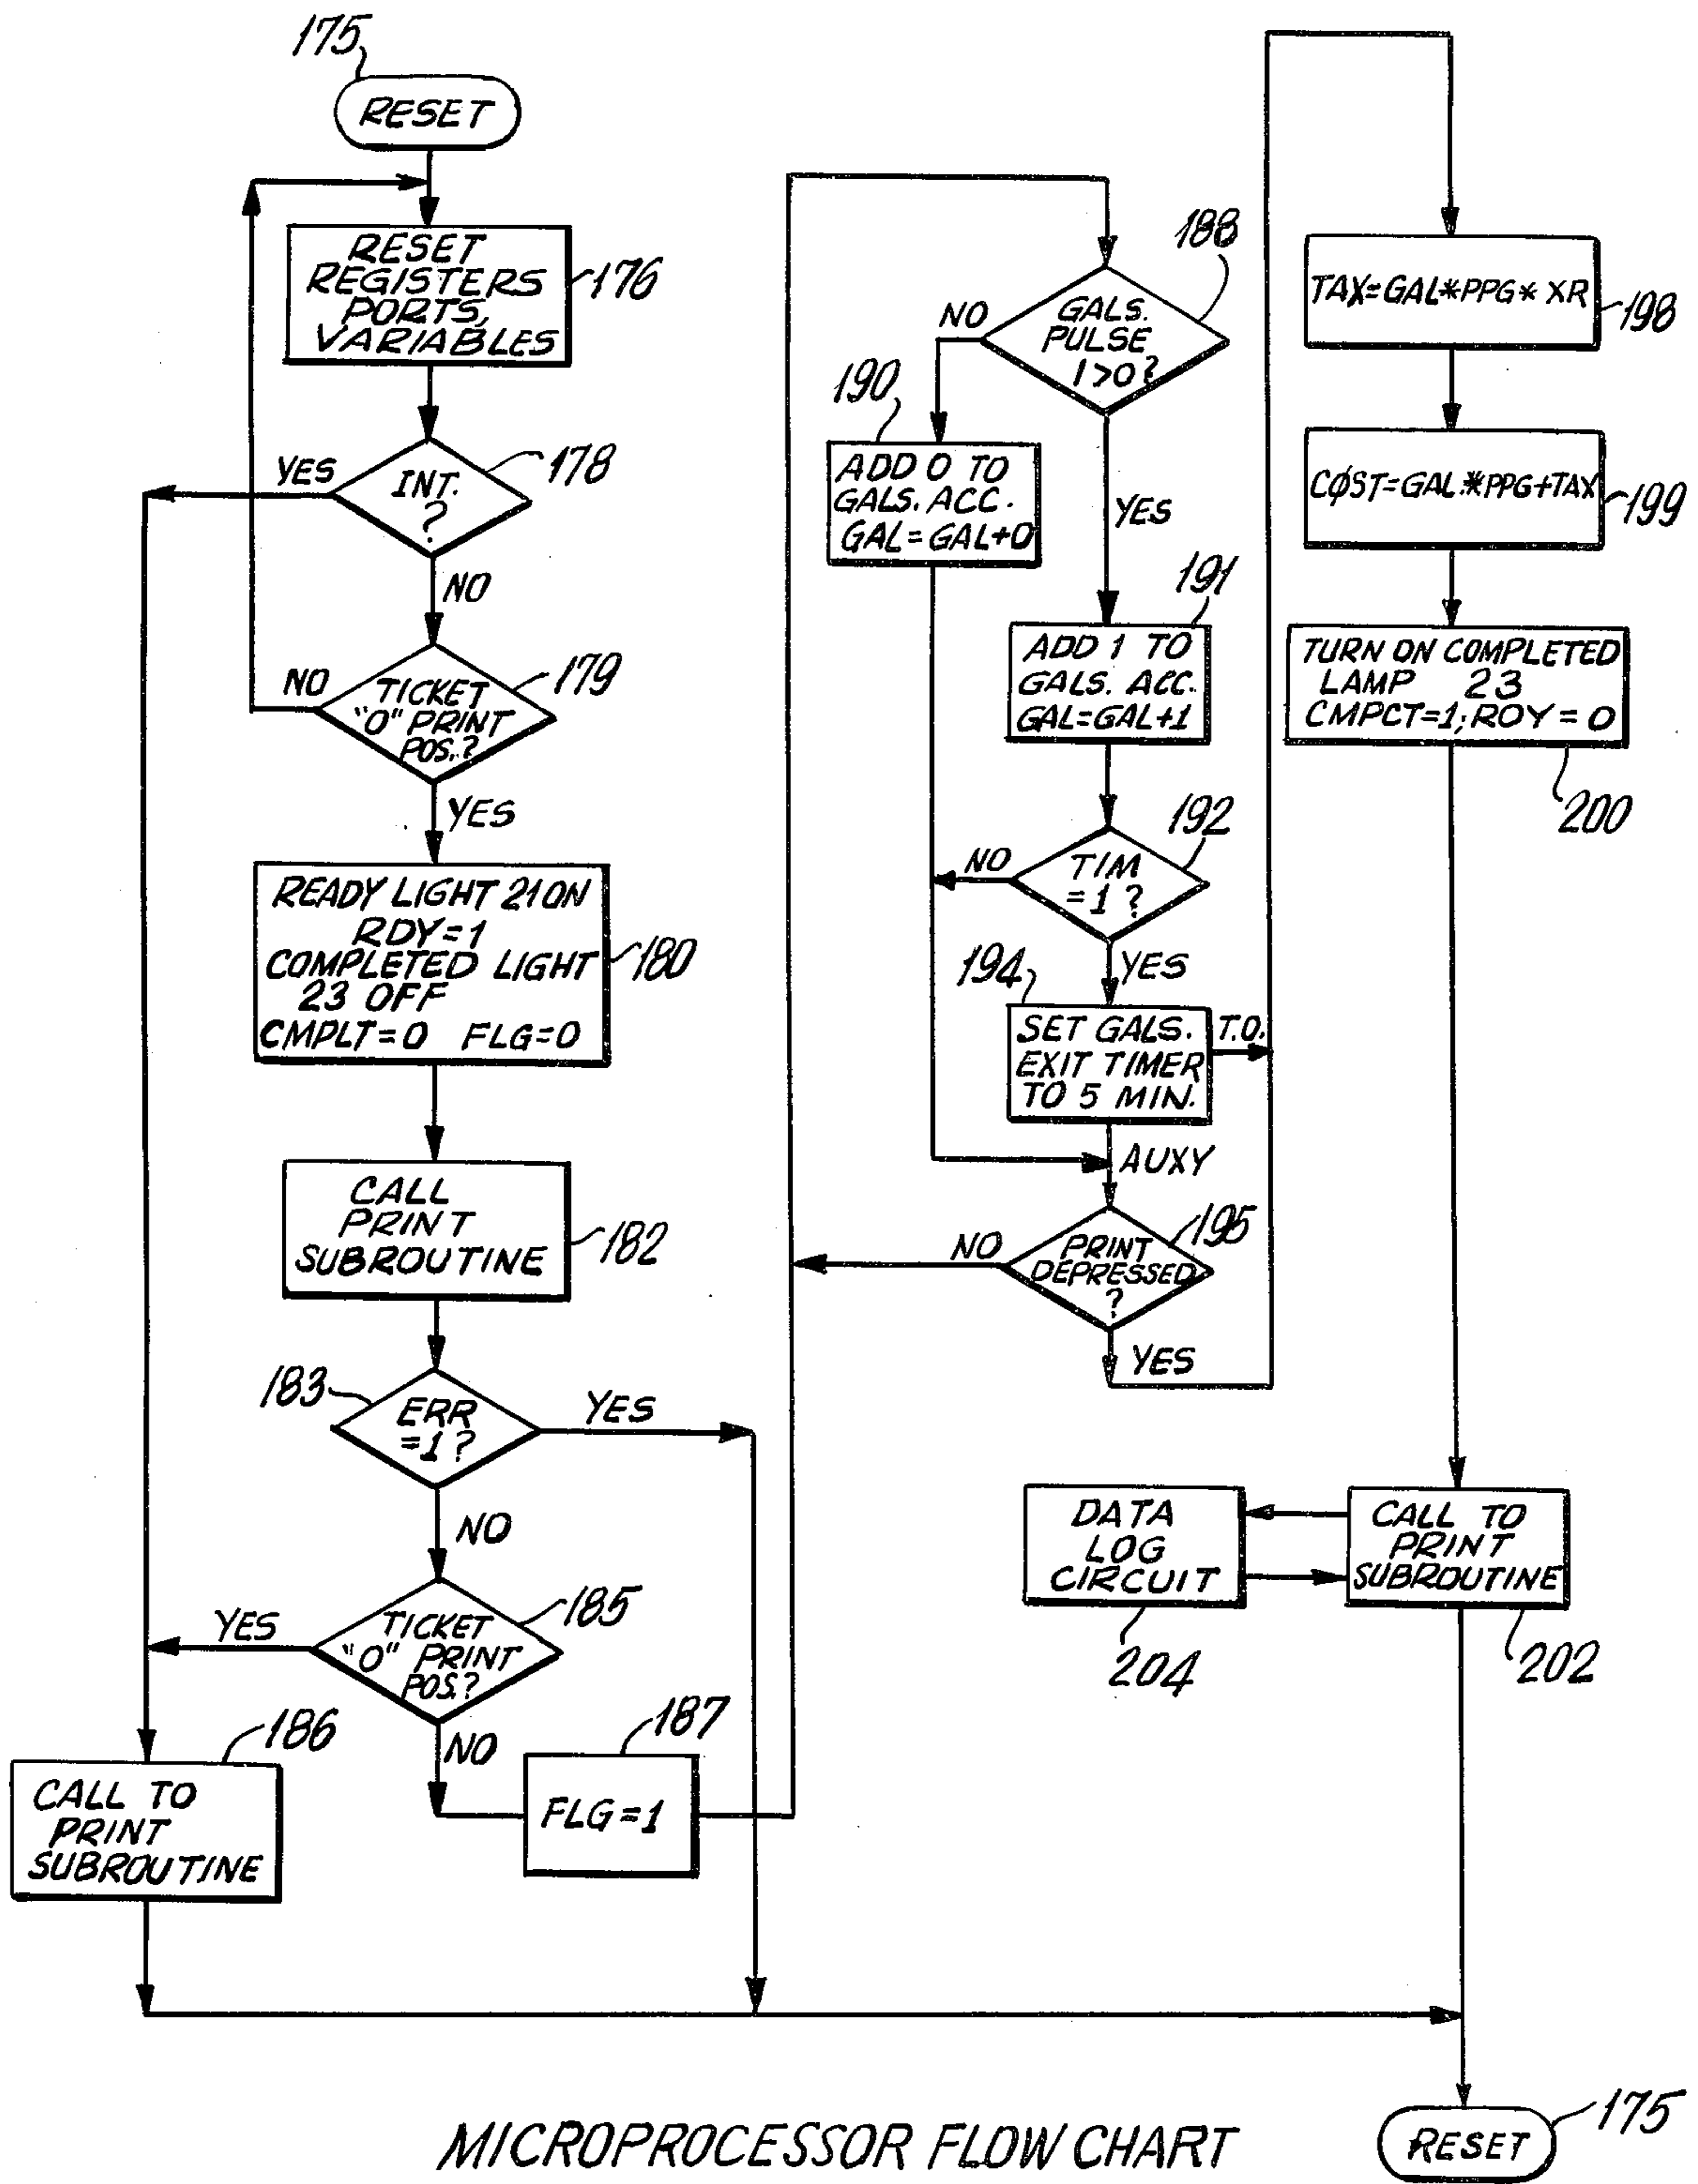 175
RESET
RESET
REGISTERS
PORTS,
VARIABLES
176
YES
INT.
?
178
NO
NO
TICKET
"0" PRINT
POS.?
179
YES
READY LIGHT 21 ON
RDY=1
COMPLETED LIGHT
23 OFF
CMPLT=0 FLG=0
180
CALL
PRINT
SUBROUTINE
182
183
ERR
=1?
YES
NO
YES
TICKET
"0" PRINT
POS.?
185
186
NO
187
CALL TO
PRINT
SUBROUTINE
FLG=1
188
NO
GALS.
PULSE
1>0?
190
ADD 0 TO
GALS. ACC.
GAL=GAL+0
YES
191
ADD 1 TO
GALS. ACC.
GAL=GAL+1
192
NO
TIM
=1?
194
YES
SET GALS.
EXIT TIMER
TO 5 MIN.
T.O.
AUXY
195
NO
PRINT
DEPRESSED
?
YES
TAX=GAL*PPG*XR
198
CØST=GAL.*PPG+TAX
199
TURN ON COMPLETED
LAMP 23
CMPCT=1; ROY=0
200
DATA
LOG
CIRCUIT
204
CALL TO
PRINT
SUBROUTINE
202
175
RESET
MICROPROCESSOR FLOW CHART